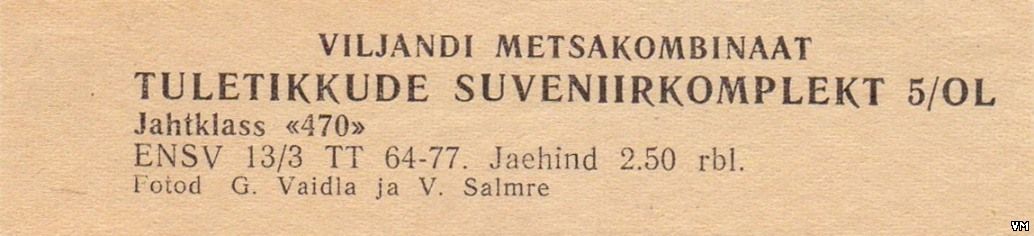 VILJANDI METSAKOMBINAAT
TULETIKKUDE SUVENIIRKOMPLEKT 5/OL
Jahtklass «470»
ENSV 13/3 TT 64-77. Jaehind 2.50 rbl.
Fotod G. Vaidla ja V. Salmre
VM